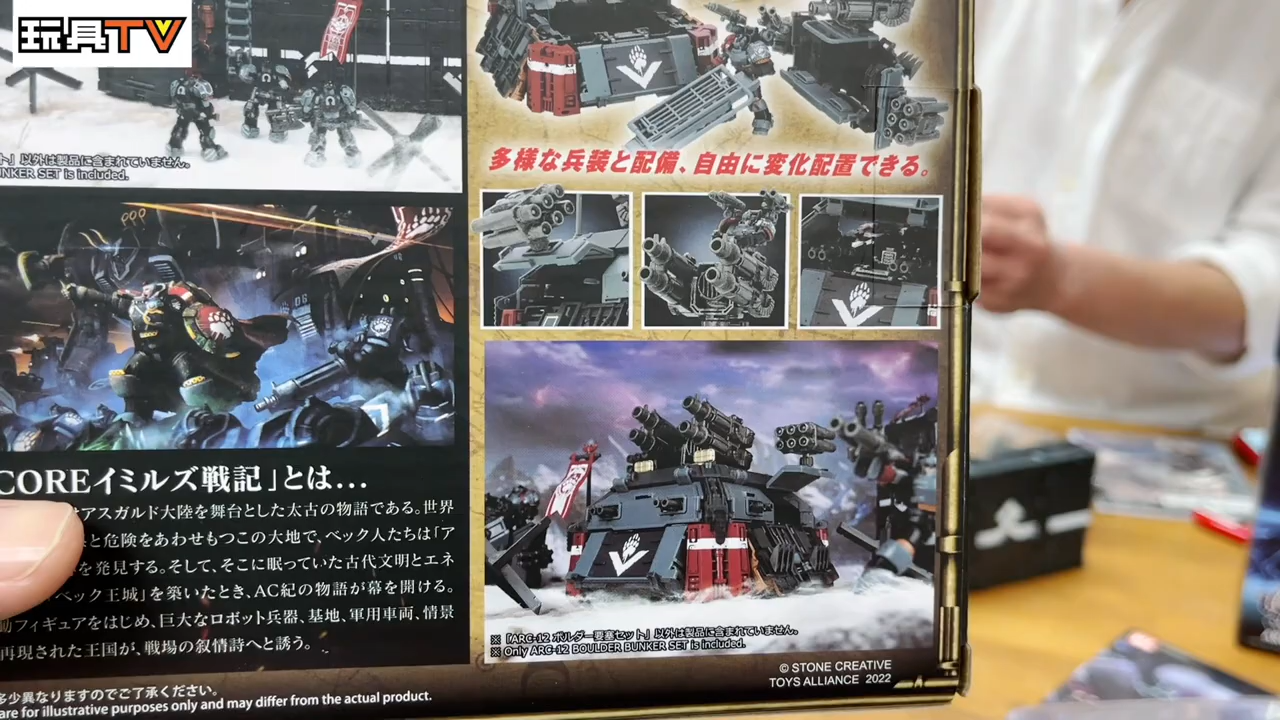 玩具TV
ト」以外は製品に含まれていません。
UNKER SET is included.
多様な兵装と配備、自由に変化配置できる。
COREイミルズ戦記」とは…
アスガルド大陸を舞台とした太古の物語である。世界
と危険をあわせもつこの大地で、ベック人たちは「ア
を発見する。そして、そこに眠っていた古代文明とエネ
ベック王城」を築いたとき、AC紀の物語が幕を開ける。
動フィギュアをはじめ、巨大なロボット兵器、基地、軍用車両、情景
再現された王国が、戦場の叙情詩へと誘う。
多少異なりますのでご了承ください。
are for illustrative purposes only and may differ from the actual product.
※「ARC-12 ボルダー要塞セット」以外は製品に含まれていません。
※ Only ARC-12 BOULDER BUNKER SET is included.
© STONE CREATIVE
TOYS ALLIANCE 2022